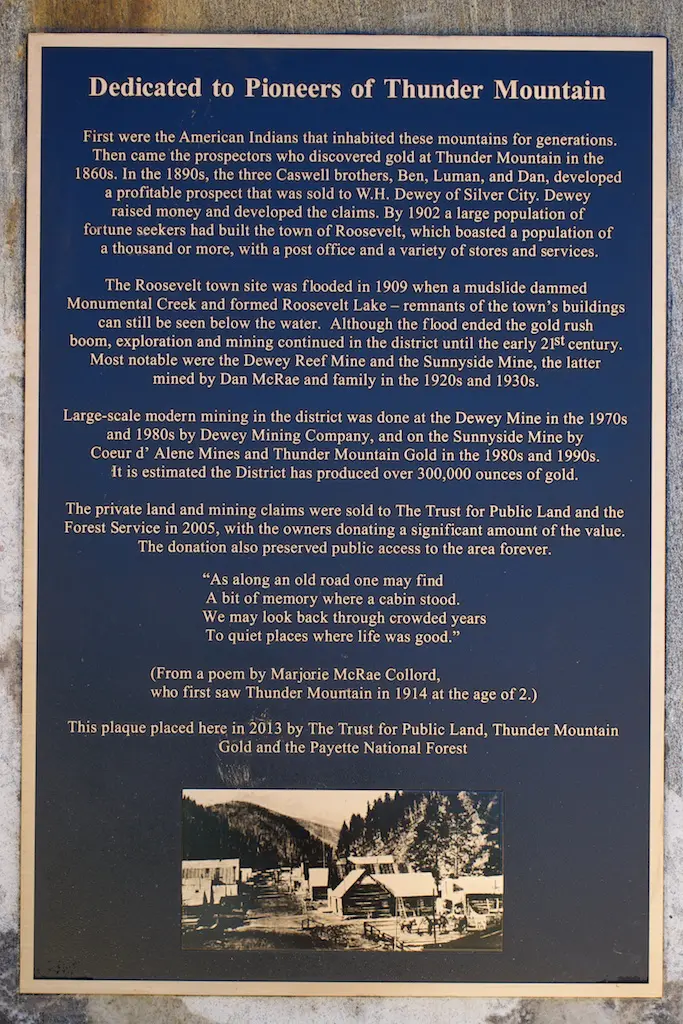 Dedicated to Pioneers of Thunder Mountain
First were the American Indians that inhabited these mountains for generations.
Then came the prospectors who discovered gold at Thunder Mountain in the
1860s. In the 1890s, the three Caswell brothers, Ben, Luman, and Dan, developed
a profitable prospect that was sold to W.H. Dewey of Silver City. Dewey
raised money and developed the claims. By 1902 a large population of
fortune seekers had built the town of Roosevelt, which boasted a population of
a thousand or more, with a post office and a variety of stores and services.
The Roosevelt town site was flooded in 1909 when a mudslide dammed
Monumental Creek and formed Roosevelt Lake – remnants of the town's buildings
can still be seen below the water.  Although the flood ended the gold rush
boom, exploration and mining continued in the district until the early 21st century.
Most notable were the Dewey Reef Mine and the Sunnyside Mine, the latter
mined by Dan McRae and family in the 1920s and 1930s.
Large-scale modern mining in the district was done at the Dewey Mine in the 1970s
and 1980s by Dewey Mining Company, and on the Sunnyside Mine by
Coeur d' Alene Mines and Thunder Mountain Gold in the 1980s and 1990s.
It is estimated the District has produced over 300,000 ounces of gold.
The private land and mining claims were sold to The Trust for Public Land and the
Forest Service in 2005, with the owners donating a significant amount of the value.
The donation also preserved public access to the area forever.
"As along an old road one may find
A bit of memory where a cabin stood.
We may look back through crowded years
To quiet places where life was good."
(From a poem by Marjorie McRae Collord,
who first saw Thunder Mountain in 1914 at the age of 2.)
This plaque placed here in 2013 by The Trust for Public Land, Thunder Mountain
Gold and the Payette National Forest